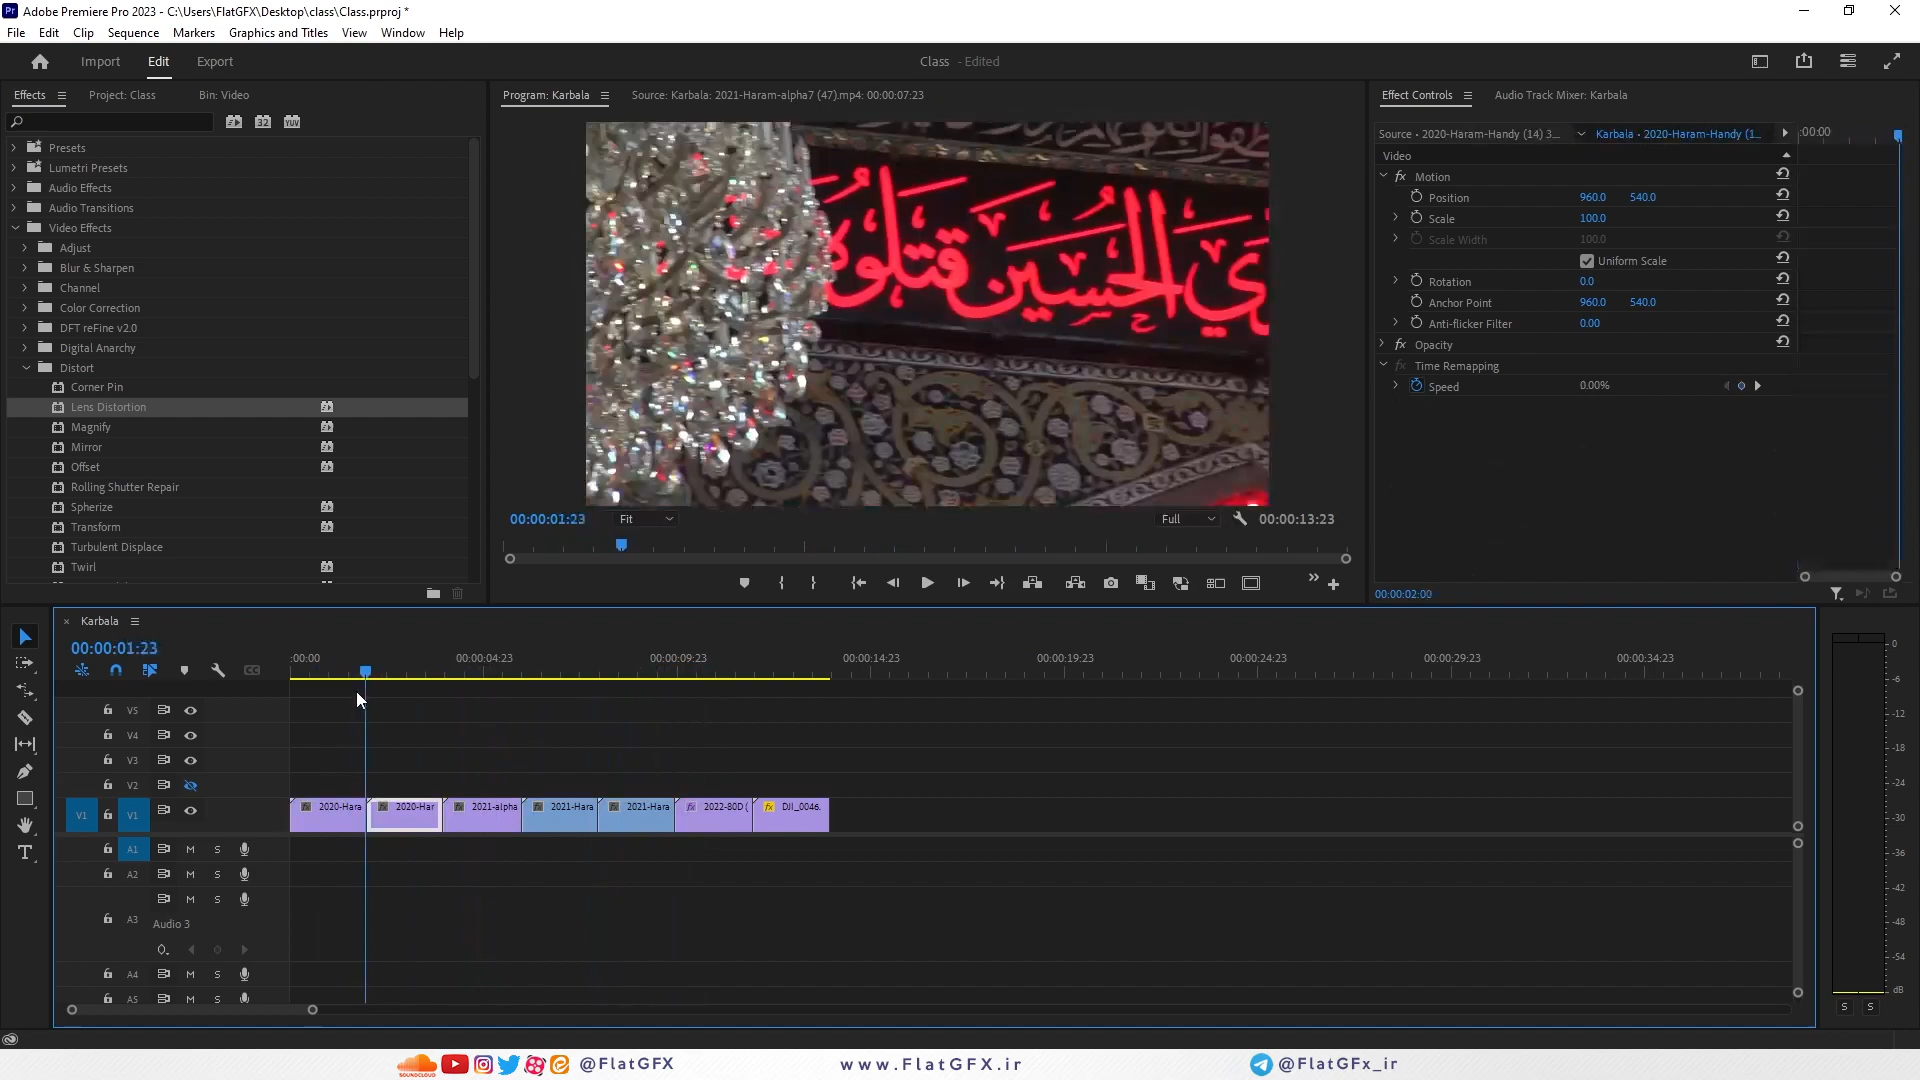 Adobe Premiere Pro 2023 - C:\Users\FlatGFX\Desktop\class\Class.prproj *
File Edit Clip Sequence Markers Graphics and Titles View Window Help
Import Edit Export
Class - Edited
Effects Project: Class Bin: Video
Program: Karbala Source: Karbala: 2021-Haram-alpha7 (47).mp4: 00:00:07:23
Effect Controls Audio Track Mixer: Karbala
Presets
Lumetri Presets
Audio Effects
Audio Transitions
Video Effects
Adjust
Blur & Sharpen
Channel
Color Correction
DFT reFine v2.0
Digital Anarchy
Distort
Corner Pin
Lens Distortion
Magnify
Mirror
Offset
Rolling Shutter Repair
Spherize
Transform
Turbulent Displace
Twirl
الحسين قتلوك
00:00:01:23 Fit Full 00:00:13:23
Source • 2020-Haram-Handy (14) 3... Karbala • 2020-Haram-Handy (1... :00:00
Video
fx Motion
Position 960.0 540.0
Scale 100.0
Scale Width 100.0
Uniform Scale
Rotation 0.0
Anchor Point 960.0 540.0
Anti-flicker Filter 0.00
fx Opacity
fx Time Remapping
Speed 0.00%
00:00:02:00
Karbala
00:00:01:23
:00:00 00:00:04:23 00:00:09:23 00:00:14:23 00:00:19:23 00:00:24:23 00:00:29:23 00:00:34:23
V5
V4
V3
V2
V1 V1 2020-Hara 2020-Har 2021-alpha 2021-Hara 2021-Hara 2022-80D ( DJI_0046.
A1 M S
A2 M S
M S
A3 Audio 3
A4 M S
A5 M S
0
-6
-12
-18
-24
-30
-36
-42
-48
-54
dB
S S
SOUNDCLOUD @FlatGFX www.FlatGFX.ir @FlatGFx_ir